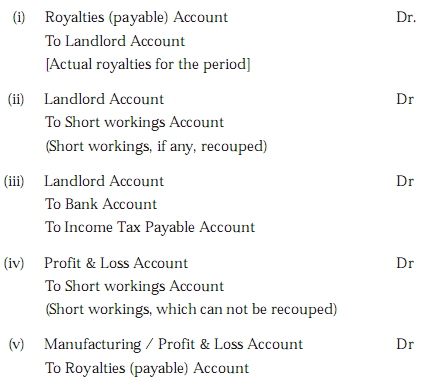 (i) Royalties (payable) Account Dr.
To Landlord Account
[Actual royalties for the period]
(ii) Landlord Account Dr
To Short workings Account
(Short workings, if any, recouped)
(iii) Landlord Account Dr
To Bank Account
To Income Tax Payable Account
(iv) Profit & Loss Account Dr
To Short workings Account
(Short workings, which can not be recouped)
(v) Manufacturing / Profit & Loss Account Dr
To Royalties (payable) Account